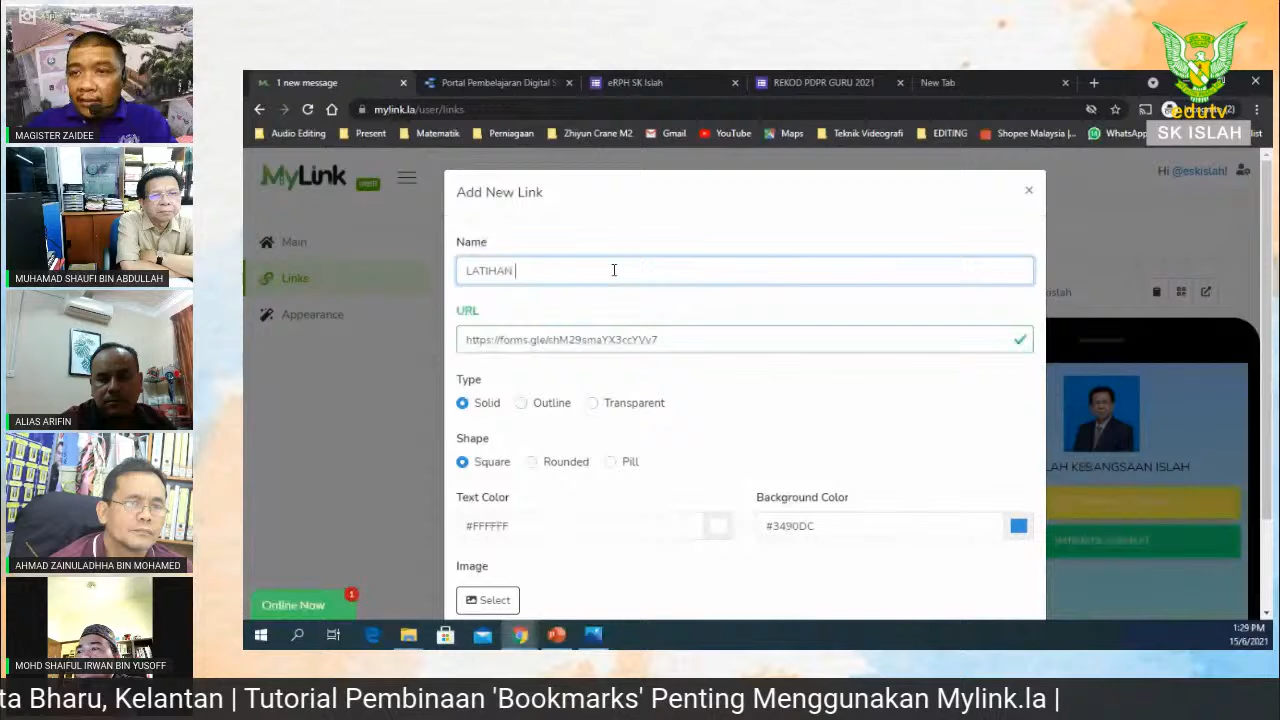 MAGISTER ZAIDEE
MUHAMAD SHAUFI BIN ABDULLAH
ALIAS ARIFIN
AHMAD ZAINULADHHA BIN MOHAMED
MOHD SHAIFUL IRWAN BIN YUSOFF
1 new message
Portal Pembelajaran Digital S
eRPH SK Islah
REKOD PDPR GURU 2021
New Tab
mylink.la/user/links
(2)
Audio Editing
Present
Matematik
Perniagaan
Zhiyun Crane M2
Gmail
YouTube
Maps
Teknik Videografi
EDITING
Shopee Malaysia |...
WhatsApp
list
edutv
SK ISLAH
MyLink
Hi @eskislah!
Main
Links
Appearance
Add New Link
Name
LATIHAN
URL
https://forms.gle/chM29smaYX3ccYVv7
Type
Solid
Outline
Transparent
Shape
Square
Rounded
Pill
Text Color
Background Color
#FFFFFF
#3490DC
Image
Select
islah
LAH KEBANGSAAN ISLAH
Online Now
1
1:29 PM
15/6/2021
ta Bharu, Kelantan | Tutorial Pembinaan 'Bookmarks' Penting Menggunakan Mylink.la |